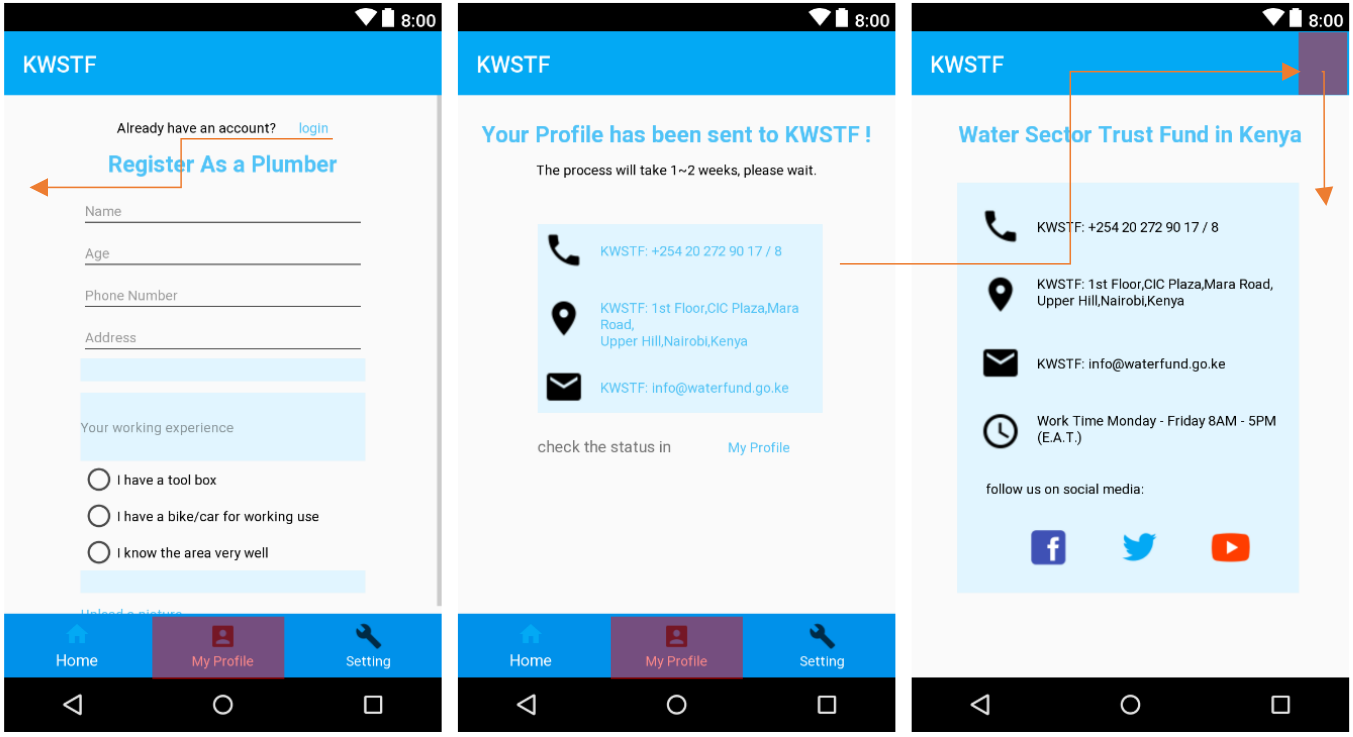 8:00
KWSTF
Already have an account? login
Register As a Plumber
Name
Age
Phone Number
Address
Your working experience
I have a tool box
I have a bike/car for working use
I know the area very well
Upload a picture
Home
My Profile
Setting
8:00
KWSTF
Your Profile has been sent to KWSTF !
The process will take 1~2 weeks, please wait.
KWSTF: +254 20 272 90 17 / 8
KWSTF: 1st Floor,CIC Plaza,Mara
Road,
Upper Hill,Nairobi,Kenya
KWSTF: info@waterfund.go.ke
check the status in My Profile
Home
My Profile
Setting
8:00
KWSTF
Water Sector Trust Fund in Kenya
KWSTF: +254 20 272 90 17 / 8
KWSTF: 1st Floor,CIC Plaza,Mara Road,
Upper Hill,Nairobi,Kenya
KWSTF: info@waterfund.go.ke
Work Time Monday - Friday 8AM - 5PM
(E.A.T.)
follow us on social media: